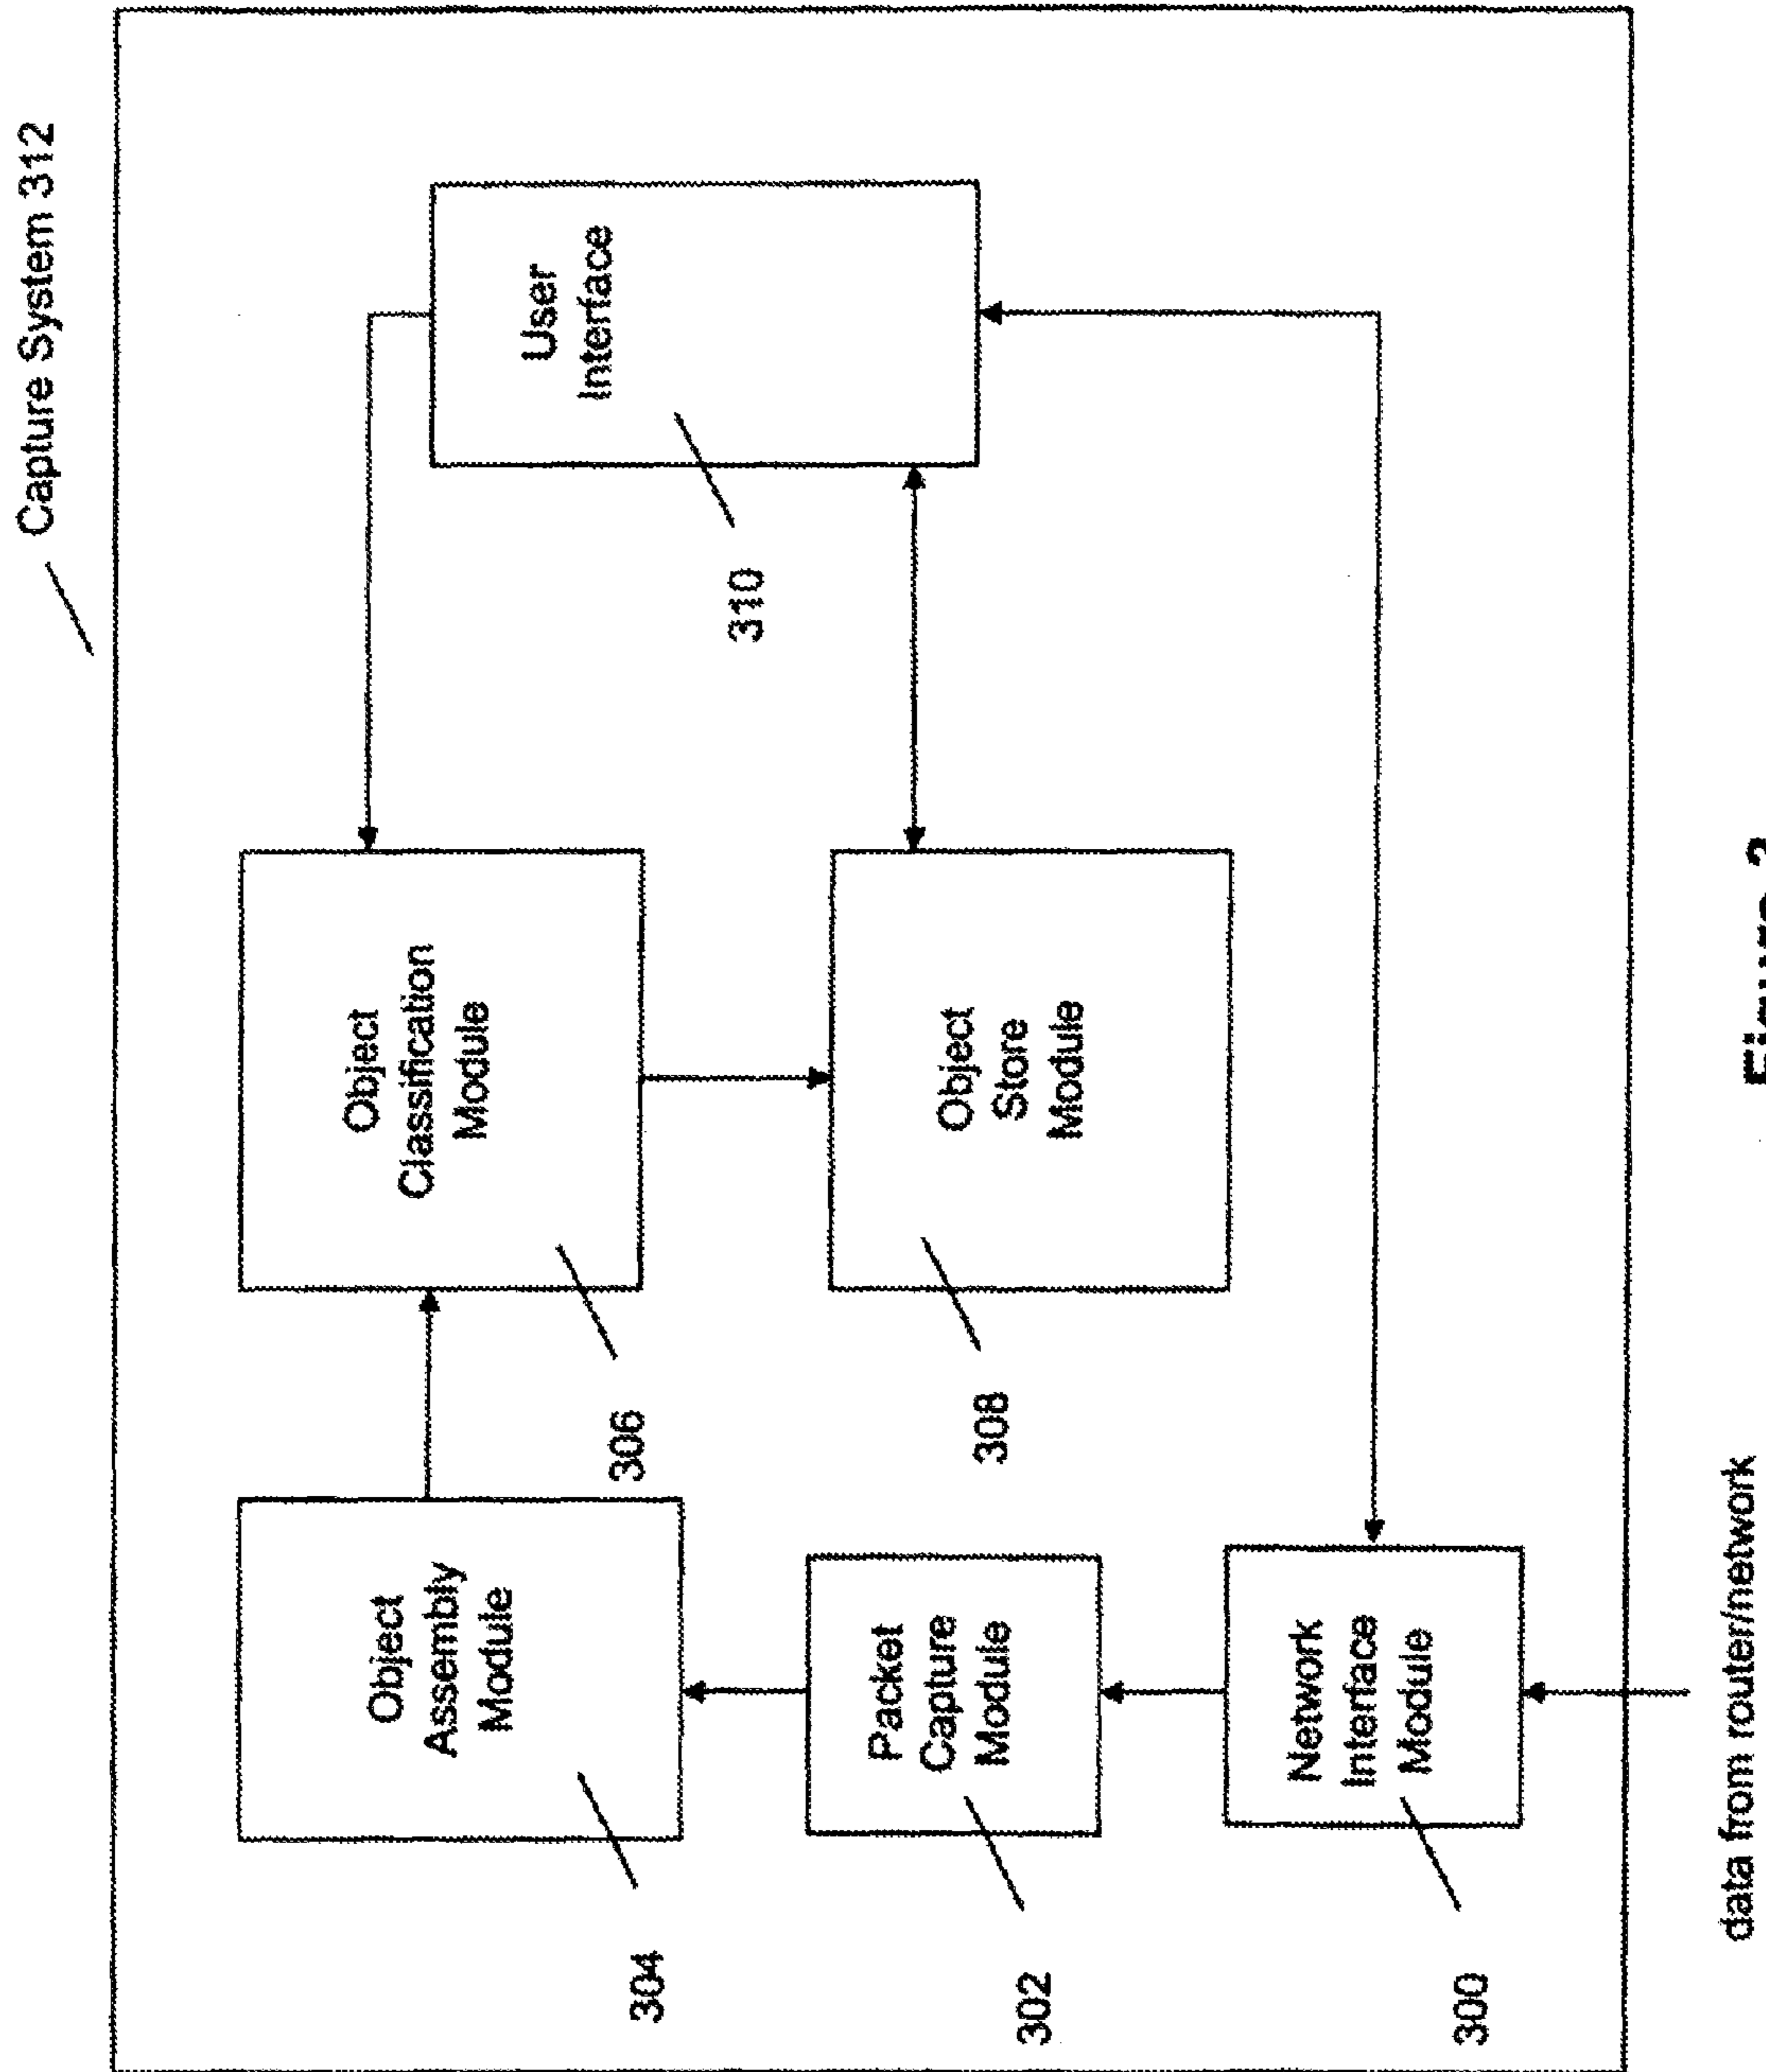 Capture System 312
Object
Assembly
Module
304
Object
Classification
Module
306
User
Interface
310
Packet
Capture
Module
302
Object
Store
Module
308
Network
Interface
Module
300
data from router/network